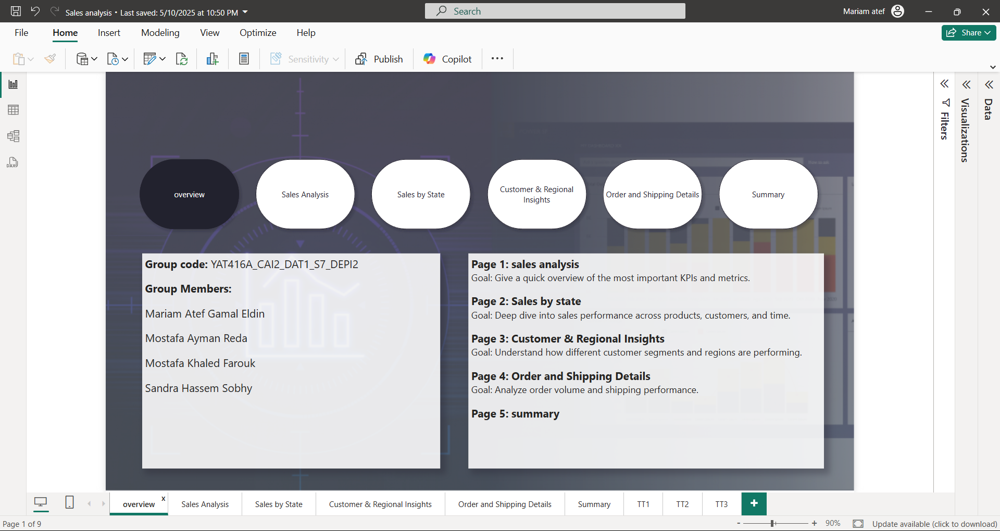 Sales analysis • Last saved: 5/10/2025 at 10:50 PM
Search
Mariam atef
File Home Insert Modeling View Optimize Help
Share
Sensitivity
Publish
Copilot
DAX
Filters
Visualizations
Data
overview
Sales Analysis
Sales by State
Customer & Regional
Insights
Order and Shipping Details
Summary
Group code: YAT416A_CAI2_DAT1_S7_DEPI2
Group Members:
Mariam Atef Gamal Eldin
Mostafa Ayman Reda
Mostafa Khaled Farouk
Sandra Hassem Sobhy
Page 1: sales analysis
Goal: Give a quick overview of the most important KPIs and metrics.
Page 2: Sales by state
Goal: Deep dive into sales performance across products, customers, and time.
Page 3: Customer & Regional Insights
Goal: Understand how different customer segments and regions are performing.
Page 4: Order and Shipping Details
Goal: Analyze order volume and shipping performance.
Page 5: summary
overview x Sales Analysis Sales by State Customer & Regional Insights Order and Shipping Details Summary TT1 TT2 TT3 +
Page 1 of 9
- + 90%
Update available (click to download)